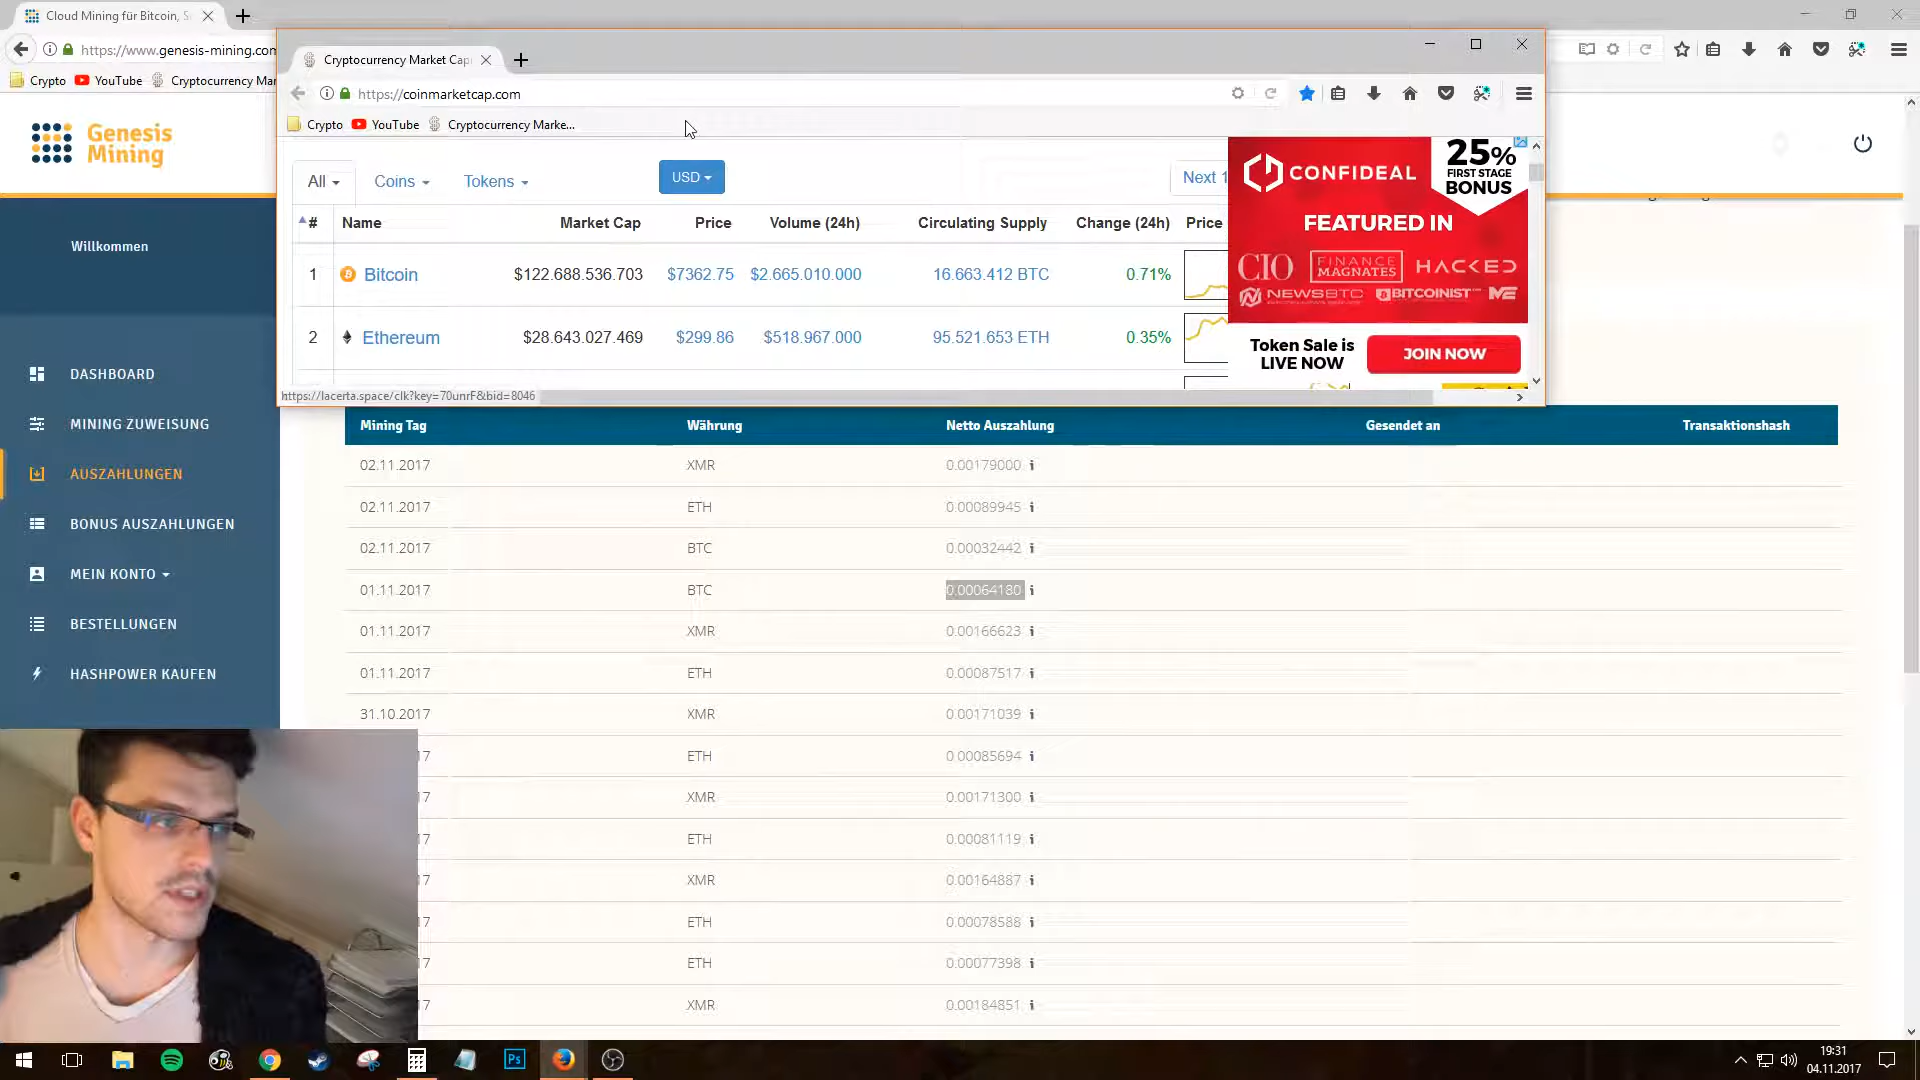 Cloud Mining für Bitcoin, S
https://www.genesis-mining.com
Crypto YouTube Cryptocurrency Mar
Cryptocurrency Market Cap
https://coinmarketcap.com
Crypto YouTube Cryptocurrency Marke...
Genesis
Mining
Willkommen
DASHBOARD
MINING ZUWEISUNG
AUSZAHLUNGEN
BONUS AUSZAHLUNGEN
MEIN KONTO
BESTELLUNGEN
HASHPOWER KAUFEN
All Coins Tokens USD Next 1
# Name Market Cap Price Volume (24h) Circulating Supply Change (24h) Price
1 Bitcoin $122.688.536.703 $7362.75 $2.665.010.000 16.663.412 BTC 0.71%
2 Ethereum $28.643.027.469 $299.86 $518.967.000 95.521.653 ETH 0.35%
25%
FIRST STAGE
BONUS
CONFIDEAL
FEATURED IN
CIO FINANCE MAGNATES HACKED
NEWSBTC BITCOINIST ME
Token Sale is
LIVE NOW
JOIN NOW
https://lacerta.space/clk?key=70unrF&bid=8046
Mining Tag Währung Netto Auszahlung Gesendet an Transaktionshash
02.11.2017 XMR 0.00179000
02.11.2017 ETH 0.00089945
02.11.2017 BTC 0.00032442
01.11.2017 BTC 0.00064180
01.11.2017 XMR 0.00166623
01.11.2017 ETH 0.00087517
31.10.2017 XMR 0.00171039
17 ETH 0.00085694
17 XMR 0.00171300
17 ETH 0.00081119
17 XMR 0.00164887
17 ETH 0.00078588
17 ETH 0.00077398
17 XMR 0.00184851
Ps
19:31
04.11.2017